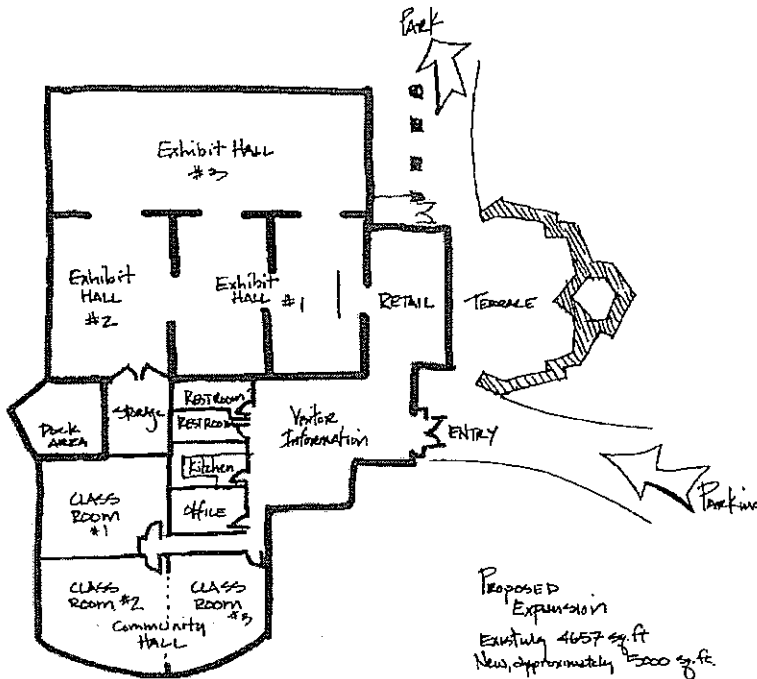 PARK
Exhibit HALL
#3
Exhibit
HALL
#2
Exhibit
HALL #1
RETAIL
TERRACE
RESTROOM
RESTROOM
Storage
Dock
AREA
Visitor
Information
ENTRY
Kitchen
OFFICE
Parking
CLASS
ROOM
#1
CLASS
ROOM #2
CLASS
ROOM #3
Community
HALL
PROPOSED
Expansion
Existing 4657 sq.ft
New, approximately 5000 sq.ft.